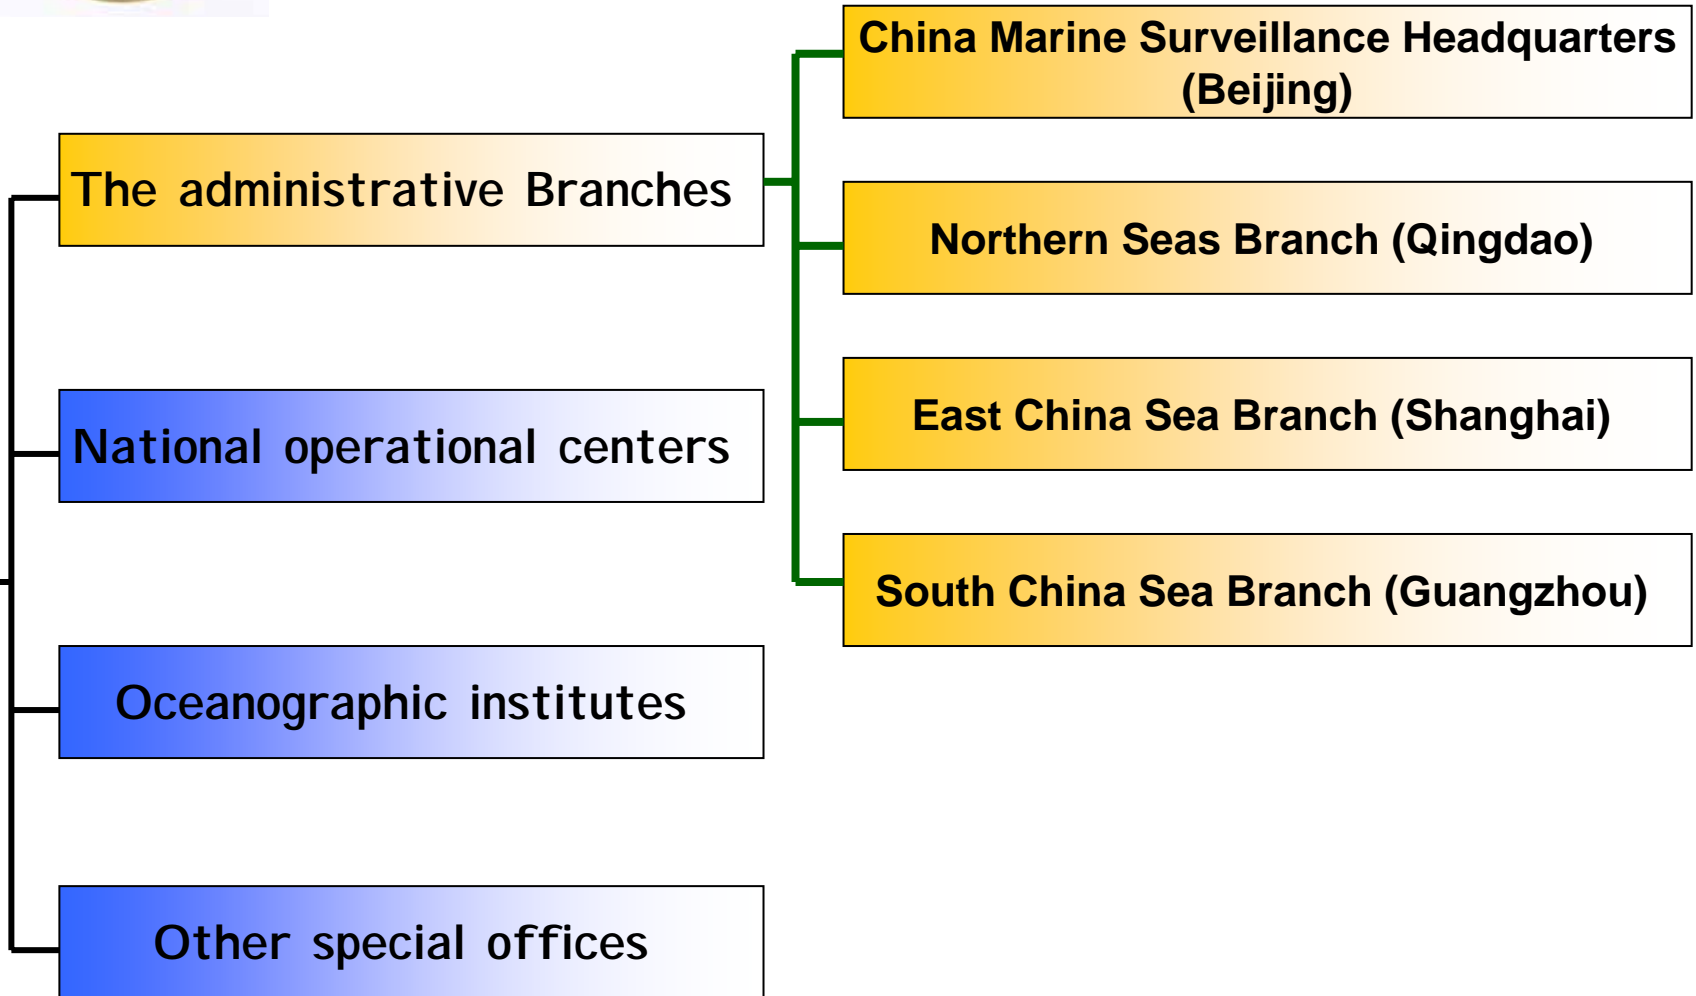 The administrative Branches
National operational centers
Oceanographic institutes
Other special offices
China Marine Surveillance Headquarters
(Beijing)
Northern Seas Branch (Qingdao)
East China Sea Branch (Shanghai)
South China Sea Branch (Guangzhou)